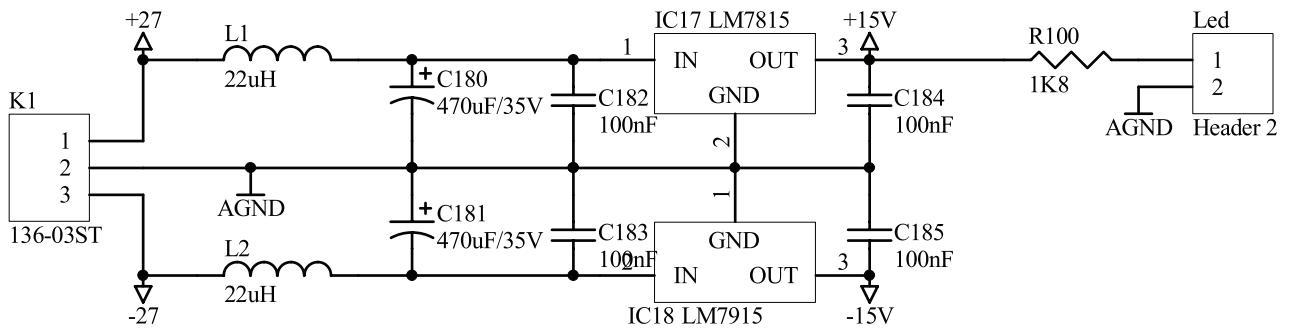 +27
L1
22uH
IC17 LM7815
+15V
R100
1K8
Led
1
IN
OUT
GND
3
2
1
2
Header 2
AGND
C180
470uF/35V
C182
100nF
C184
100nF
K1
1
2
3
136-03ST
AGND
C181
470uF/35V
C183
100nF
C185
100nF
1
GND
2
IN
OUT
3
L2
22uH
-27
IC18 LM7915
-15V